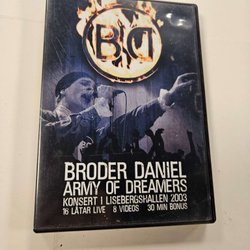 BD
BRODER DANIEL
ARMY OF DREAMERS
KONSERT I LISEBERGSHALLEN 2003
16 LÅTAR LIVE 8 VIDEOS 30 MIN BONUS